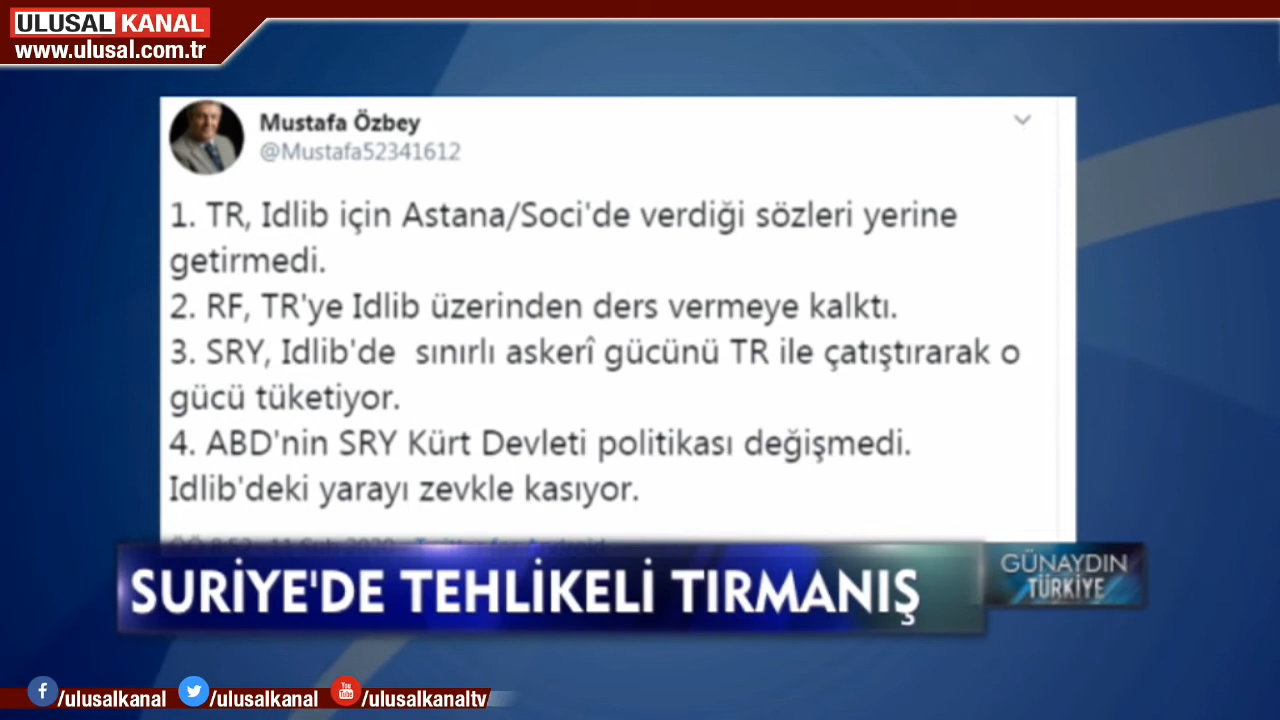 ULUSAL KANAL
www.ulusal.com.tr
Mustafa Özbey
@Mustafa52341612
1. TR, Idlib için Astana/Soci'de verdiği sözleri yerine
getirmedi.
2. RF, TR'ye Idlib üzerinden ders vermeye kalktı.
3. SRY, Idlib'de sınırlı askerî gücünü TR ile çatıştırarak o
gücü tüketiyor.
4. ABD'nin SRY Kürt Devleti politikası değişmedi.
Idlib'deki yarayı zevkle kasıyor.
SURİYE'DE TEHLİKELİ TIRMANIŞ
GÜNAYDIN
TÜRKİYE
/ulusalkanal /ulusalkanal You Tube /ulusalkanaltv